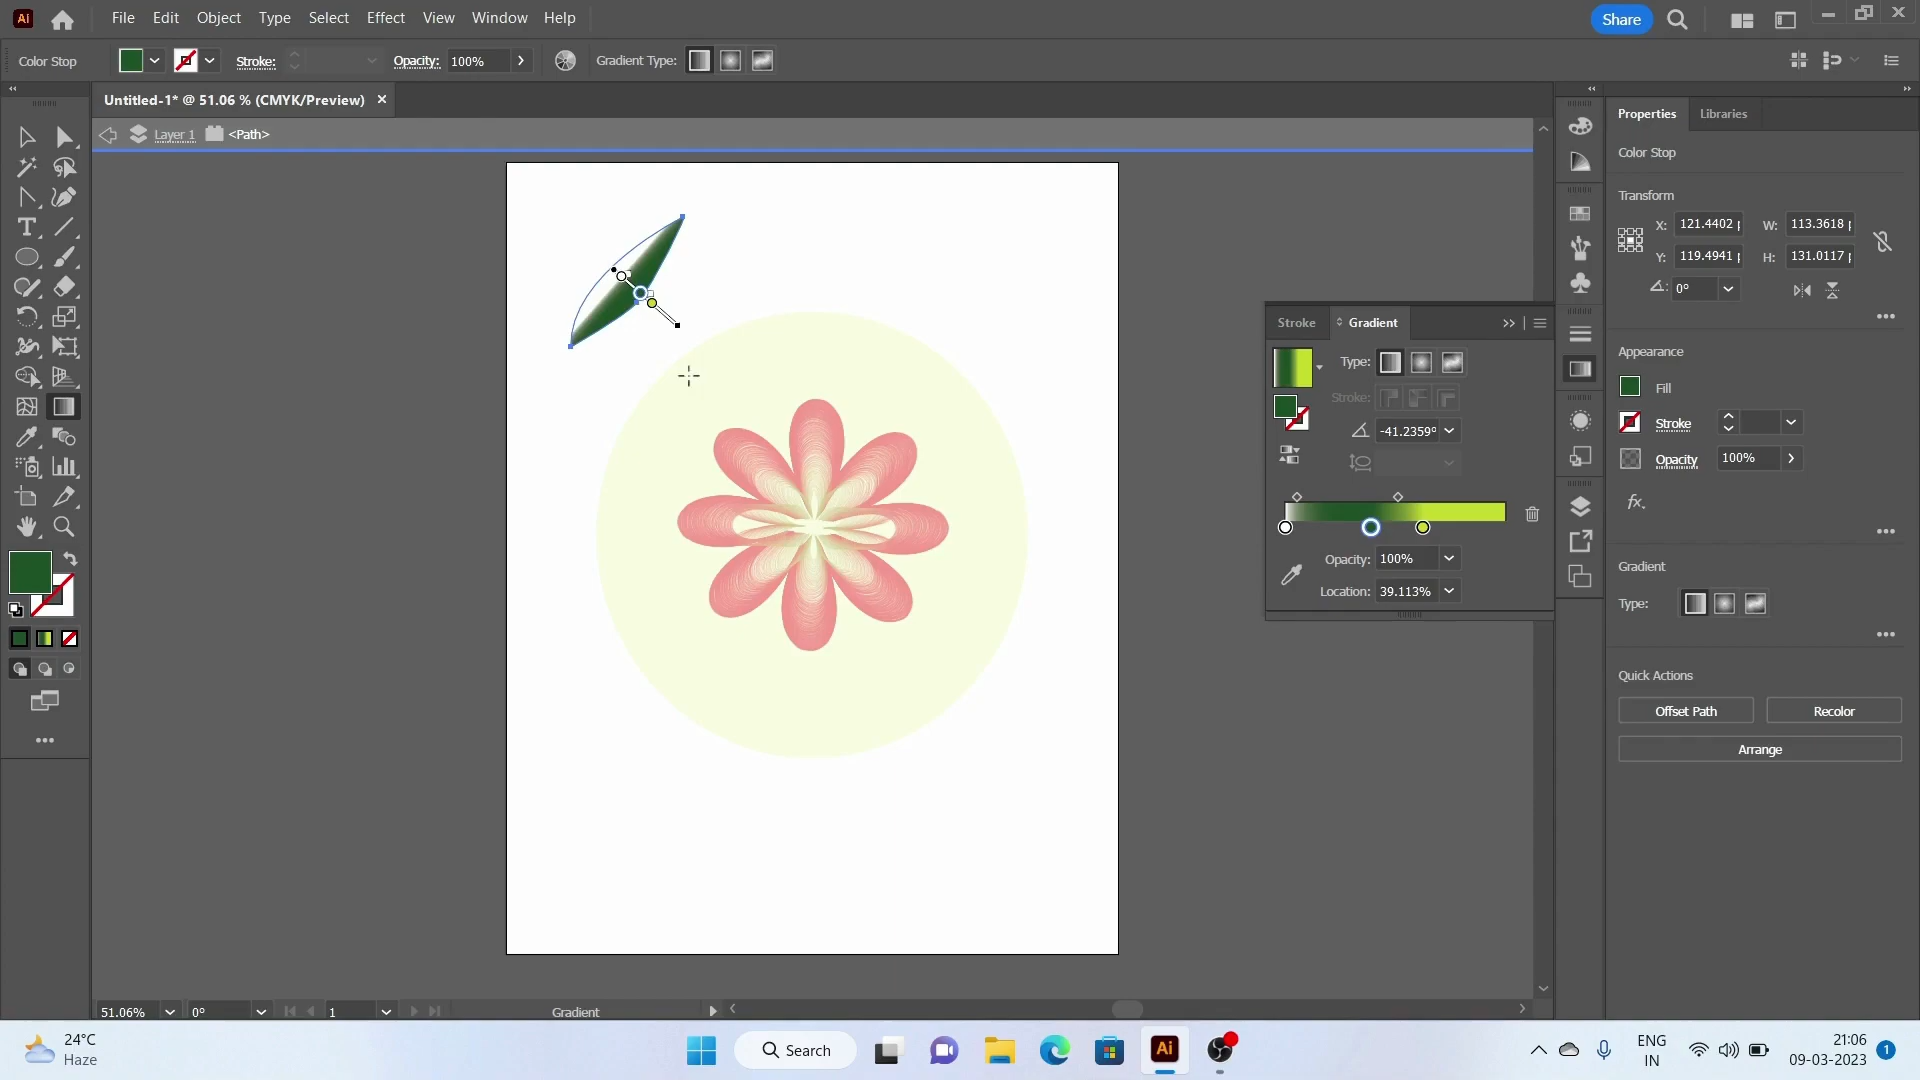 Ai File Edit Object Type Select Effect View Window Help Share
Color Stop Stroke: Opacity: 100% Gradient Type:
Untitled-1* @ 51.06 % (CMYK/Preview) ×
Layer 1 <Path>
Properties Libraries
Color Stop
Transform
X: 121.4402 W: 113.3618
Y: 119.4941 H: 131.0117
0°
Appearance
Fill
Stroke
Opacity 100%
fx.
Gradient
Type:
Quick Actions
Offset Path Recolor
Arrange
Stroke Gradient
Type:
Stroke:
-41.2359°
Opacity: 100%
Location: 39.113%
51.06% 0° 1 Gradient
24°C
Haze
Search
Ai
ENG
IN
21:06
09-03-2023
1